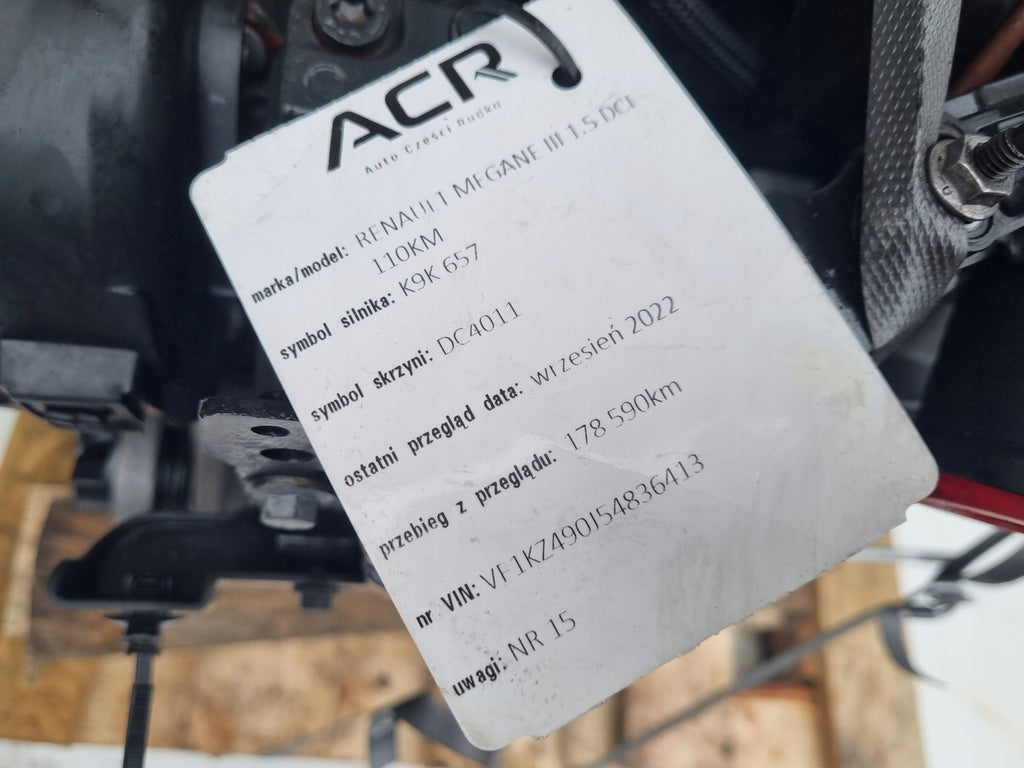 ACR
Auto Części Rudka
marka/model: RENAULT MEGANE III 1.5 DCI
110KM
symbol silnika: K9K 657
symbol skrzyni: DC4011
ostatni przegląd data: wrzesień 2022
przebieg z przeglądu: 178 590km
nr VIN: VF1KZ490J54836413
uwagi: NR 15